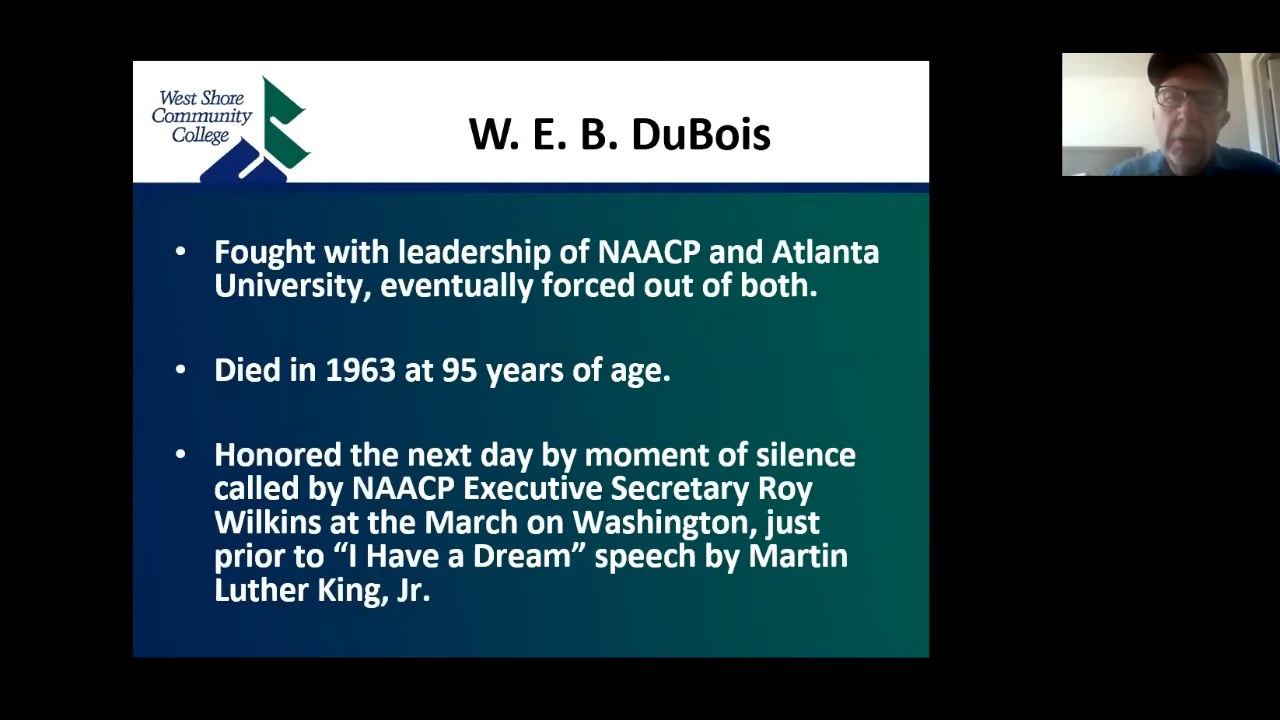 West Shore
Community
College
W. E. B. DuBois
• Fought with leadership of NAACP and Atlanta
University, eventually forced out of both.
• Died in 1963 at 95 years of age.
• Honored the next day by moment of silence
called by NAACP Executive Secretary Roy
Wilkins at the March on Washington, just
prior to “I Have a Dream” speech by Martin
Luther King, Jr.